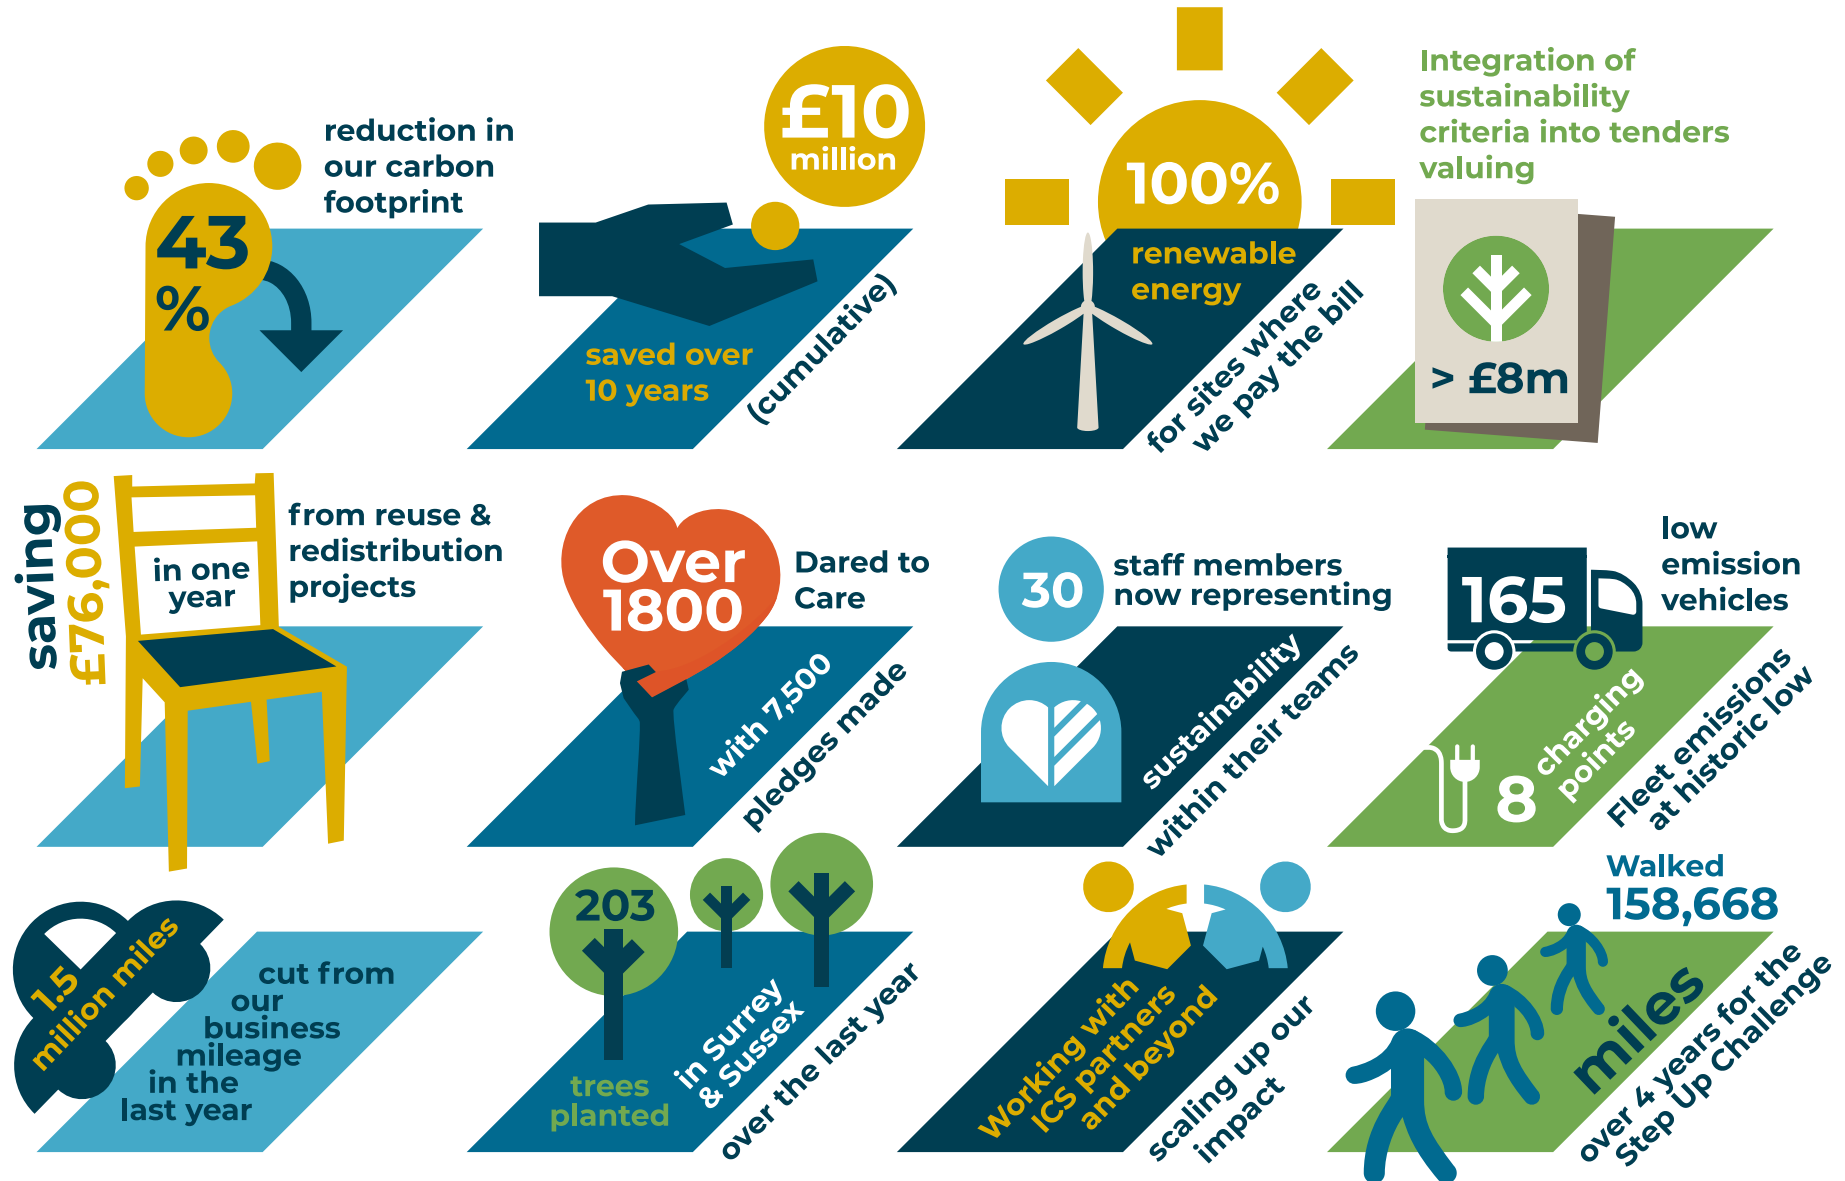 43
%
reduction in
our carbon
footprint
£10
million
saved over
10 years
(cumulative)
100%
renewable
energy
for sites where
we pay the bill
Integration of
sustainability
criteria into tenders
valuing
> £8m
saving
£76,000
in one
year
from reuse &
redistribution
projects
Over
1800
Dared to
Care
with 7,500
pledges made
30
staff members
now representing
sustainability
within their teams
165
low
emission
vehicles
8
charging
points
Fleet emissions
at historic low
1.5
million miles
cut from
our
business
mileage
in the
last year
203
trees
planted
in Surrey
& Sussex
over the last year
Working with
ICS partners
and beyond
scaling up our
impact
Walked
158,668
miles
over 4 years for the
Step Up Challenge